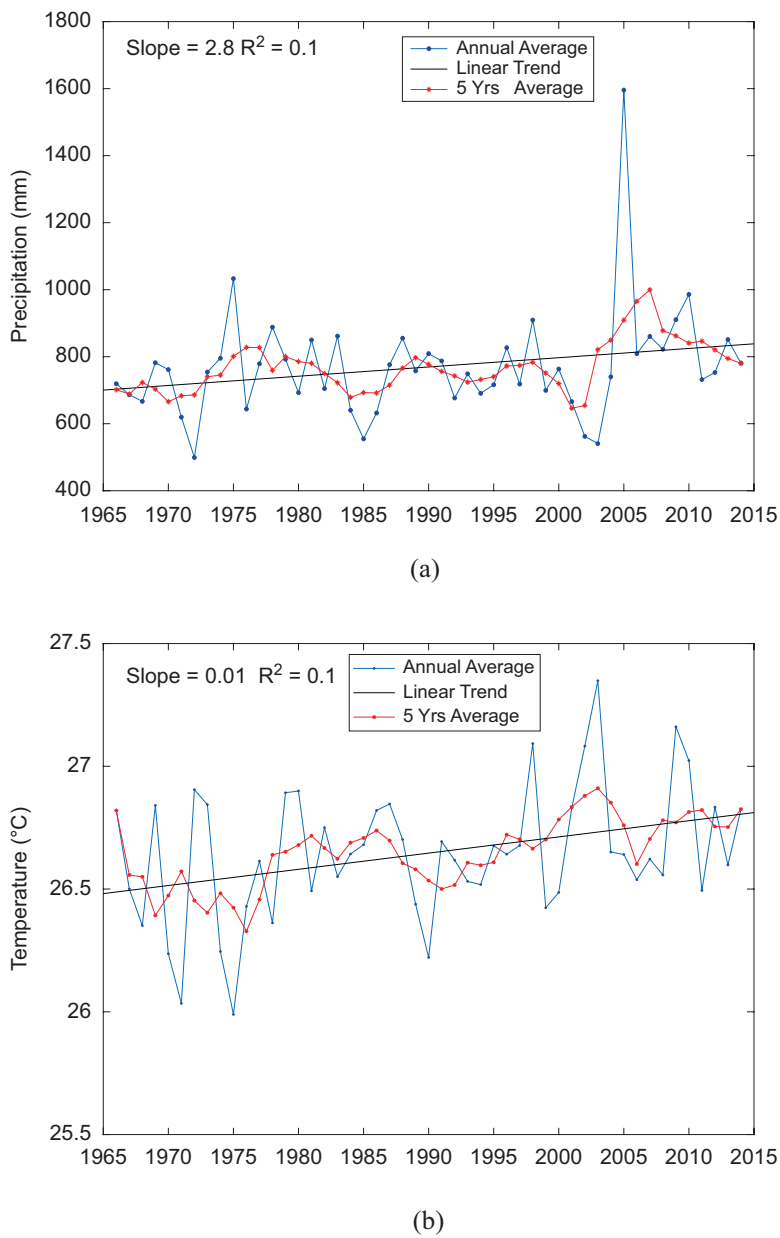 1800
Slope = 2.8 R² = 0.1
Annual Average
Linear Trend
5 Yrs Average
1600
1400
1200
1000
800
600
400
Precipitation (mm)
1965 1970 1975 1980 1985 1990 1995 2000 2005 2010 2015
(a)
27.5
Slope = 0.01 R² = 0.1
Annual Average
Linear Trend
5 Yrs Average
27
26.5
26
25.5
Temperature (°C)
1965 1970 1975 1980 1985 1990 1995 2000 2005 2010 2015
(b)